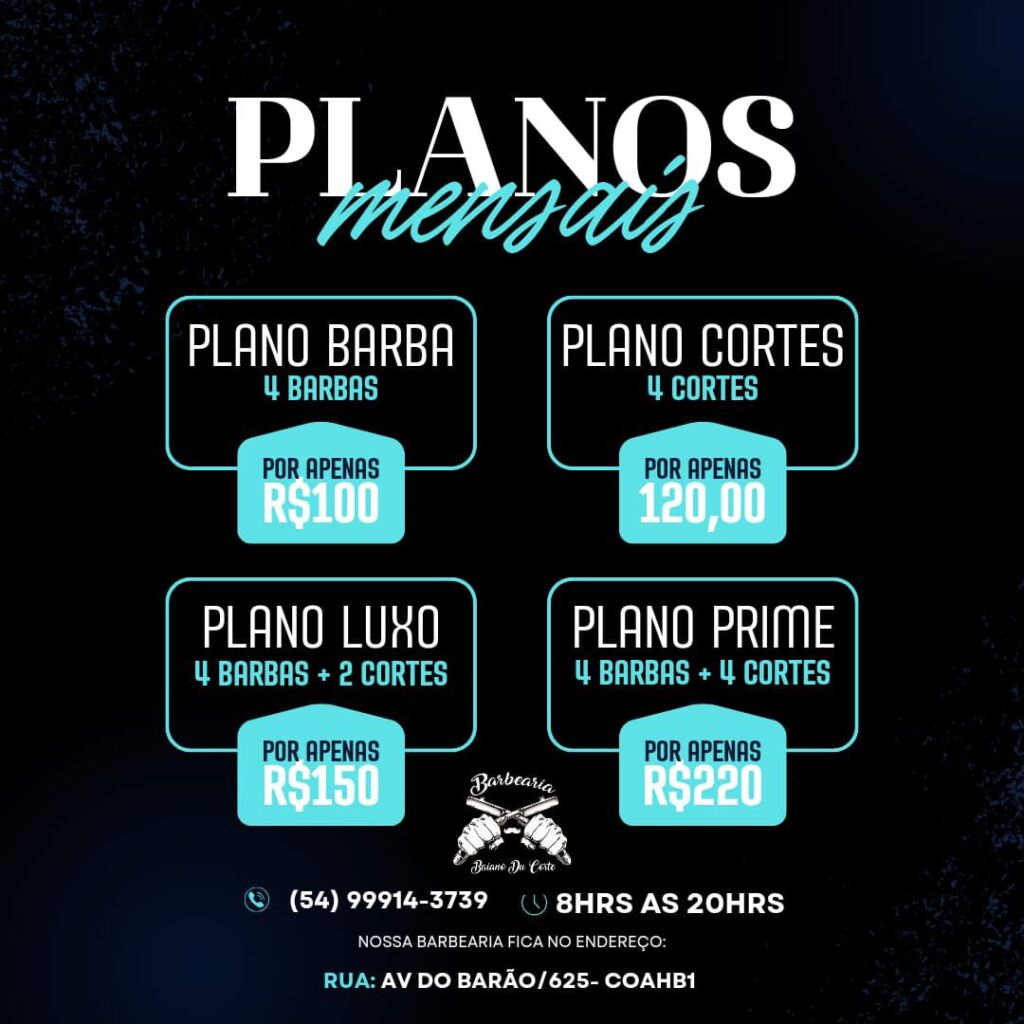 PLANOS
mensais
PLANO BARBA
4 BARBAS
POR APENAS
R$100
PLANO CORTES
4 CORTES
POR APENAS
120,00
PLANO LUXO
4 BARBAS + 2 CORTES
POR APENAS
R$150
PLANO PRIME
4 BARBAS + 4 CORTES
POR APENAS
R$220
Barbearia
Baiano Du Corte
(54) 99914-3739
8HRS AS 20HRS
NOSSA BARBEARIA FICA NO ENDEREÇO:
RUA: AV DO BARÃO/625- COAHB1